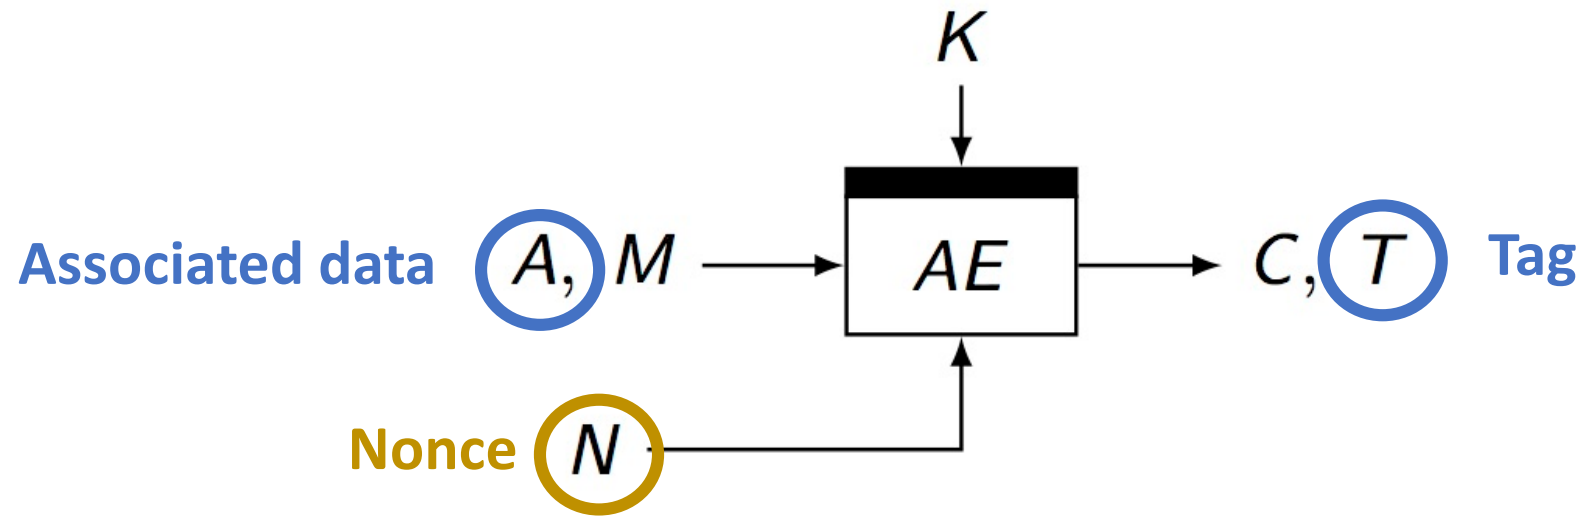 K
Associated data A, M AE C, T Tag
Nonce N